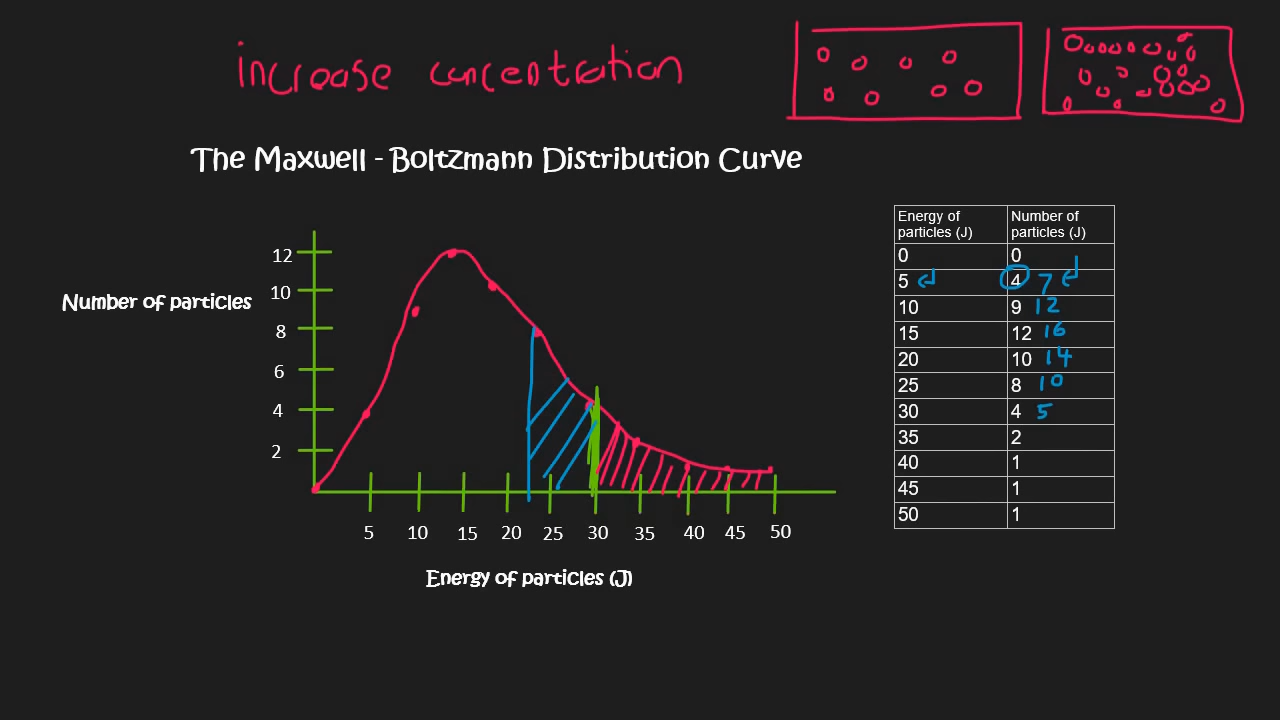 increase concentration
The Maxwell - Boltzmann Distribution Curve
Number of particles
12
10
8
6
4
2
5 10 15 20 25 30 35 40 45 50
Energy of particles (J)
Energy of particles (J) Number of particles (J)
0 0
5 4 7
10 9 12
15 12 16
20 10 14
25 8 10
30 4 5
35 2
40 1
45 1
50 1